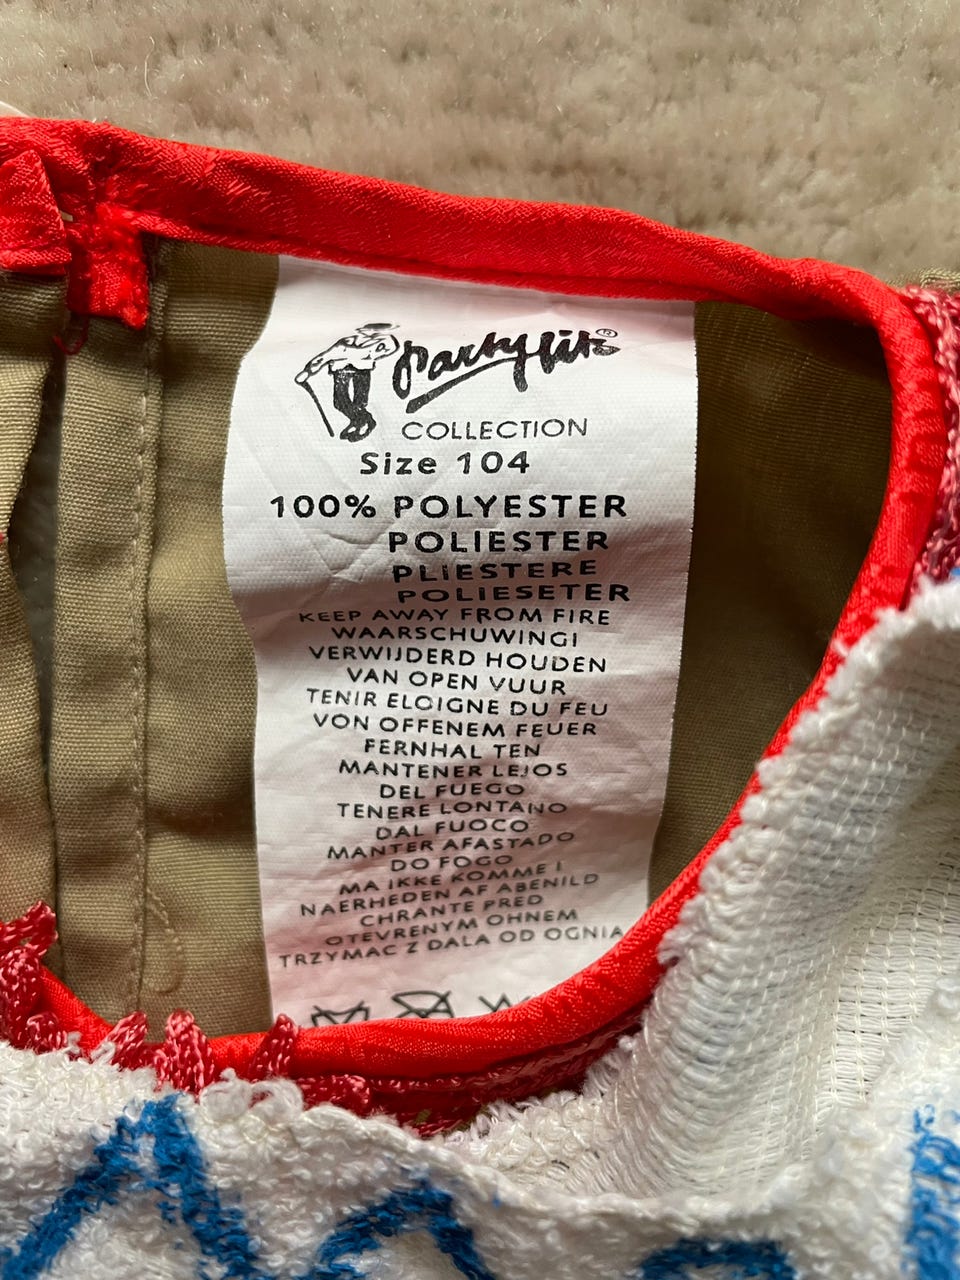 Partyline®
COLLECTION
Size 104
100% POLYESTER
POLIESTER
PLIESTERE
POLIESETER
KEEP AWAY FROM FIRE
WAARSCHUWINGI
VERWIJDERD HOUDEN
VAN OPEN VUUR
TENIR ELOIGNE DU FEU
VON OFFENEM FEUER
FERNHAL TEN
MANTENER LEJOS
DEL FUEGO
TENERE LONTANO
DAL FUOCO
MANTER AFASTADO
DO FOGO
MA IKKE KOMME I
NAERHEDEN AF ABENILD
CHRANTE PRED
OTEVRENYM OHNEM
TRZYMAC Z DALA OD OGNIA